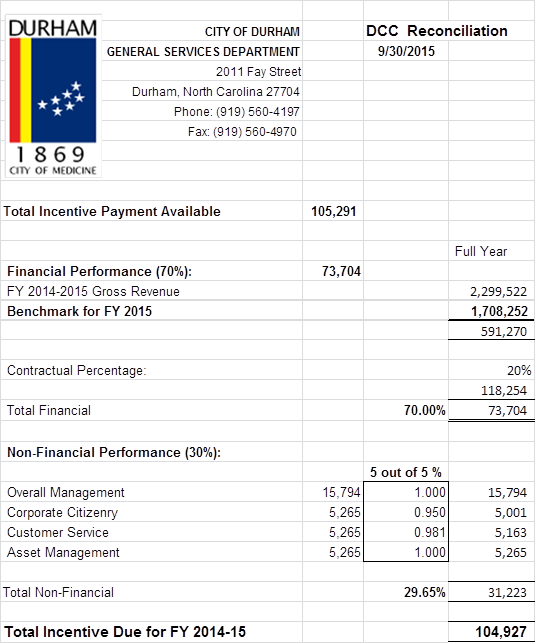 DURHAM
1869
CITY OF MEDICINE
CITY OF DURHAM DCC Reconciliation
GENERAL SERVICES DEPARTMENT 9/30/2015
2011 Fay Street
Durham, North Carolina 27704
Phone: (919) 560-4197
Fax: (919) 560-4970
Total Incentive Payment Available 105,291
Full Year
Financial Performance (70%): 73,704
FY 2014-2015 Gross Revenue 2,299,522
Benchmark for FY 2015 1,708,252
591,270
Contractual Percentage: 20%
118,254
Total Financial 70.00% 73,704
Non-Financial Performance (30%):
5 out of 5 %
Overall Management 15,794 1.000 15,794
Corporate Citizenry 5,265 0.950 5,001
Customer Service 5,265 0.981 5,163
Asset Management 5,265 1.000 5,265
Total Non-Financial 29.65% 31,223
Total Incentive Due for FY 2014-15 104,927